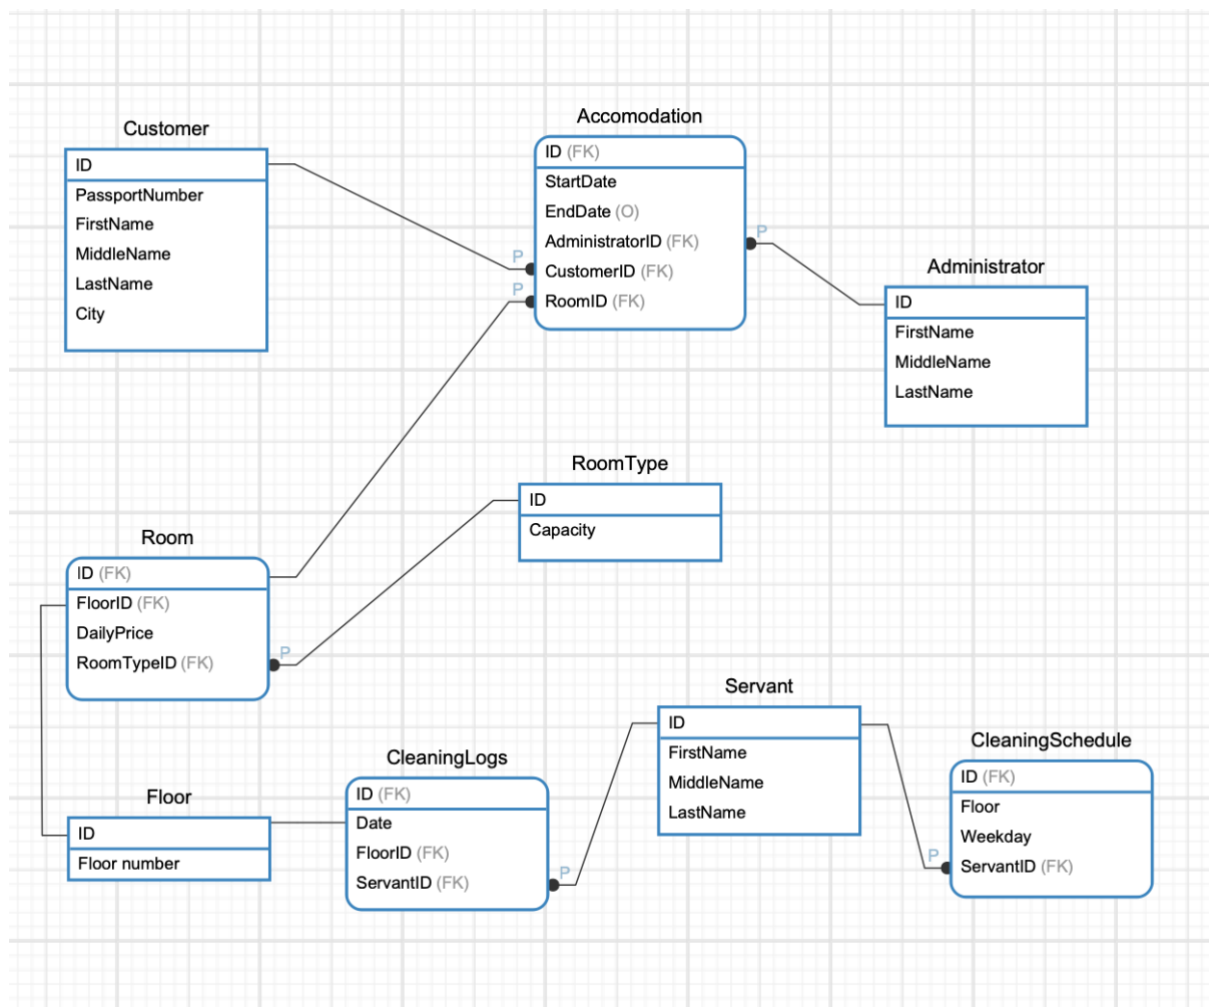 Customer
ID
PassportNumber
FirstName
MiddleName
LastName
City
Accomodation
ID (FK)
StartDate
EndDate (O)
AdministratorID (FK)
CustomerID (FK)
RoomID (FK)
P
P
P
Administrator
ID
FirstName
MiddleName
LastName
RoomType
ID
Capacity
Room
ID (FK)
FloorID (FK)
DailyPrice
RoomTypeID (FK)
P
Floor
ID
Floor number
CleaningLogs
ID (FK)
Date
FloorID (FK)
ServantID (FK)
P
Servant
ID
FirstName
MiddleName
LastName
CleaningSchedule
ID (FK)
Floor
Weekday
ServantID (FK)
P